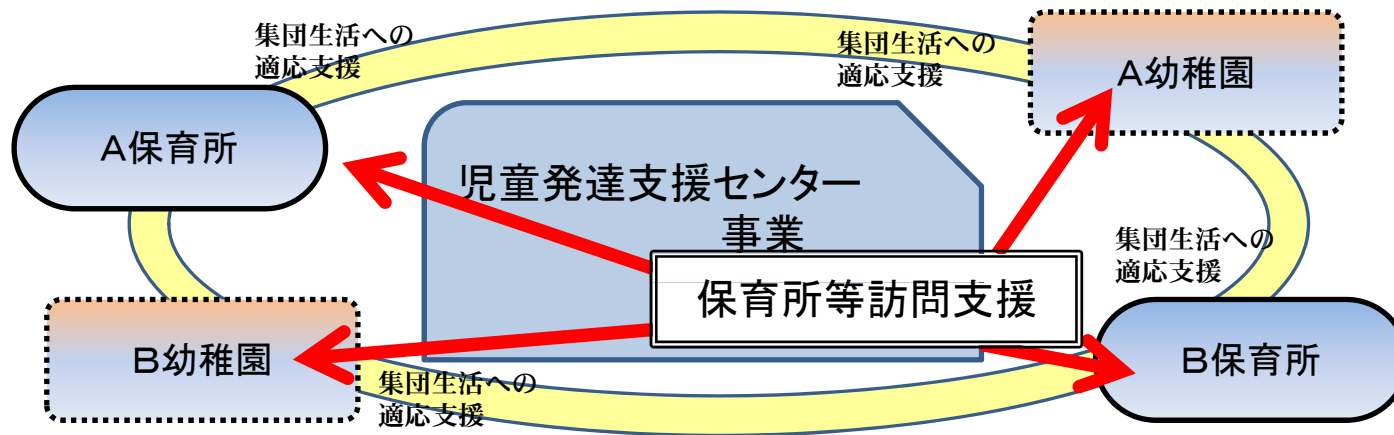 集団生活への
適応支援
集団生活への
適応支援
A幼稚園
A保育所
児童発達支援センター
事業
集団生活への
適応支援
保育所等訪問支援
B幼稚園
B保育所
集団生活への
適応支援